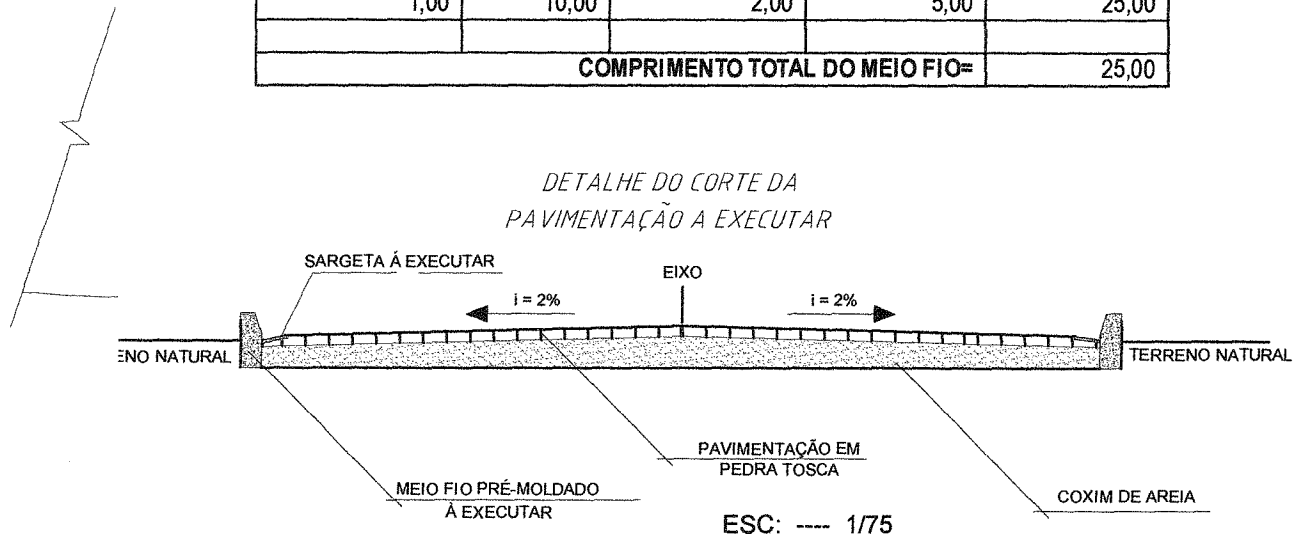 1,00 10,00 2,00 5,00 25,00
COMPRIMENTO TOTAL DO MEIO FIO= 25,00
DETALHE DO CORTE DA
PAVIMENTAÇÃO A EXECUTAR
SARGETA Á EXECUTAR
EIXO
i = 2%
i = 2%
ENO NATURAL
TERRENO NATURAL
PAVIMENTAÇÃO EM
PEDRA TOSCA
MEIO FIO PRÉ-MOLDADO
À EXECUTAR
COXIM DE AREIA
ESC: ---- 1/75